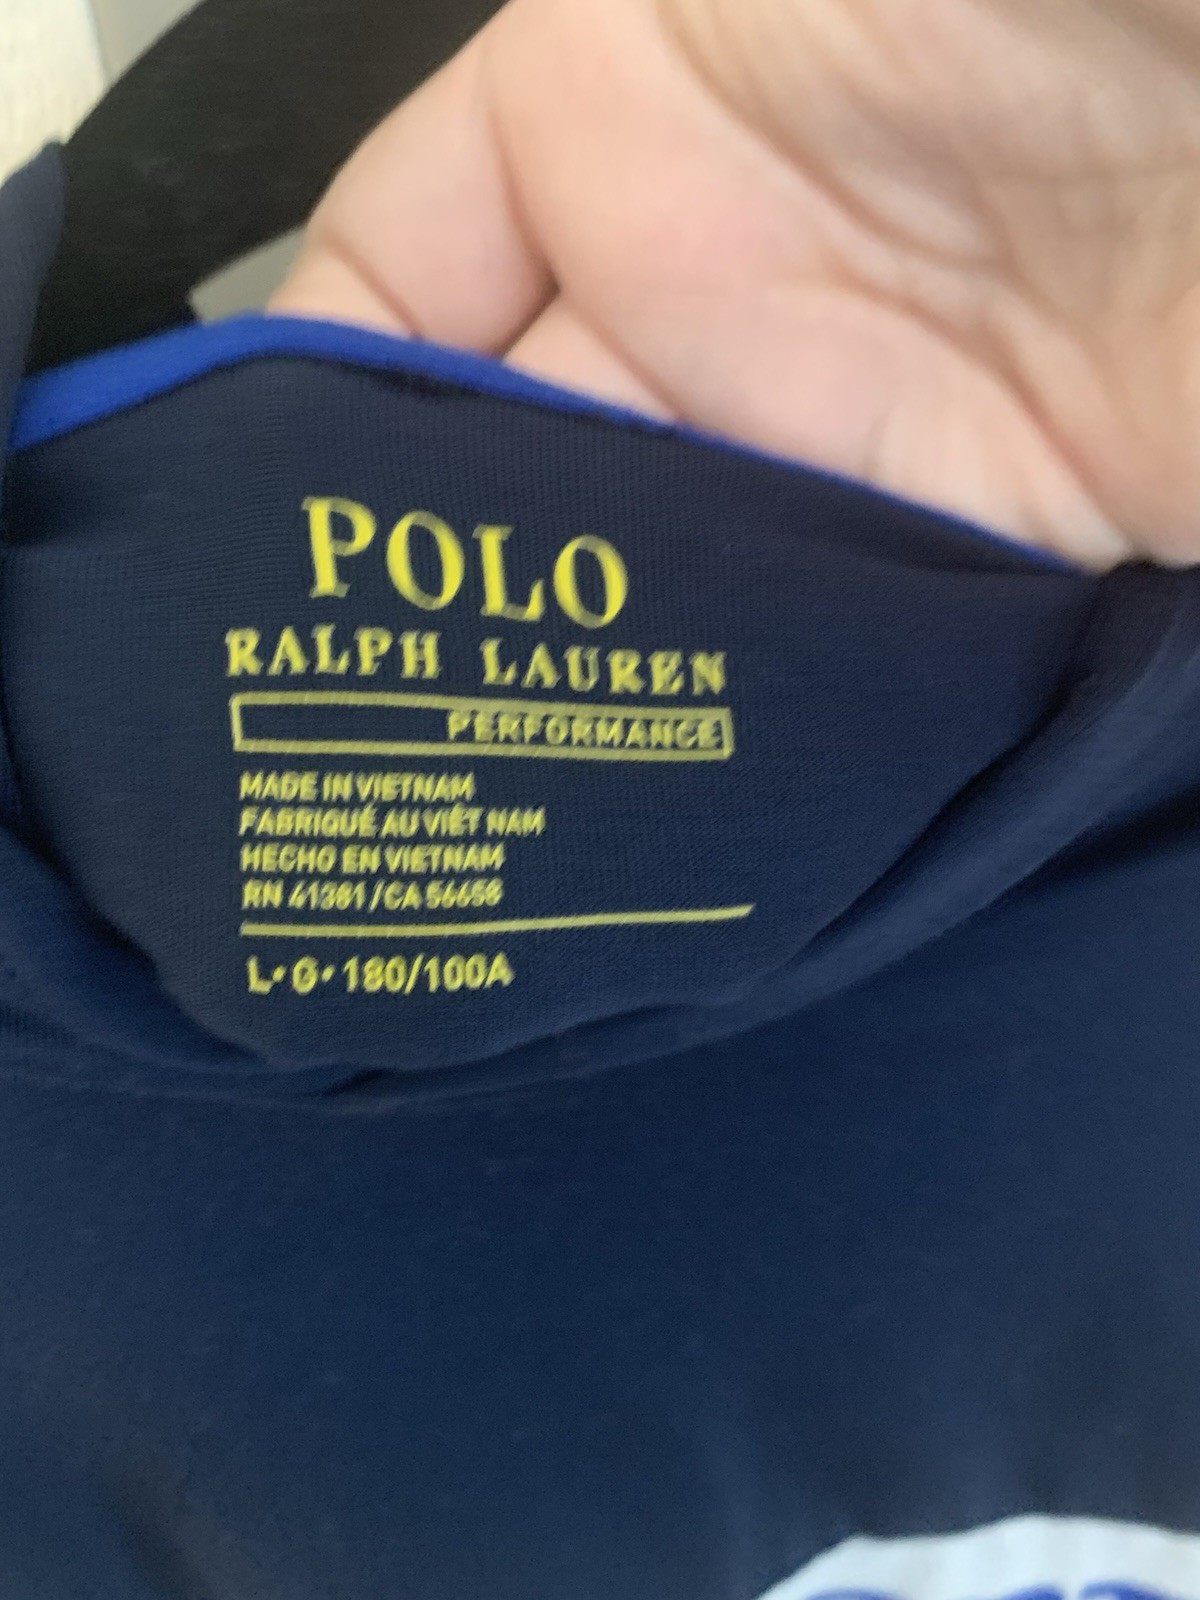 POLO
RALPH LAUREN
PERFORMANCE
MADE IN VIETNAM
FABRIQUÉ AU VIÊT NAM
HECHO EN VIETNAM
RN 41381/CA 56658
L•G•180/100A